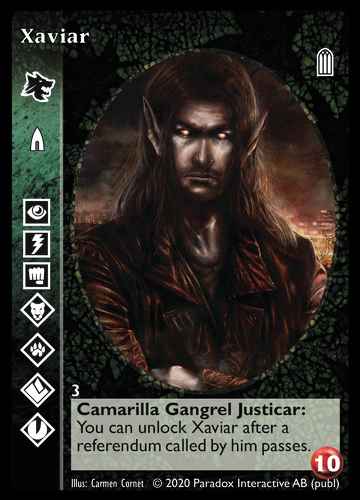 Xaviar
3
Camarilla Gangrel Justicar:
You can unlock Xaviar after a
referendum called by him passes.
10
Illus: Carmen Cornet © 2020 Paradox Interactive AB (publ)